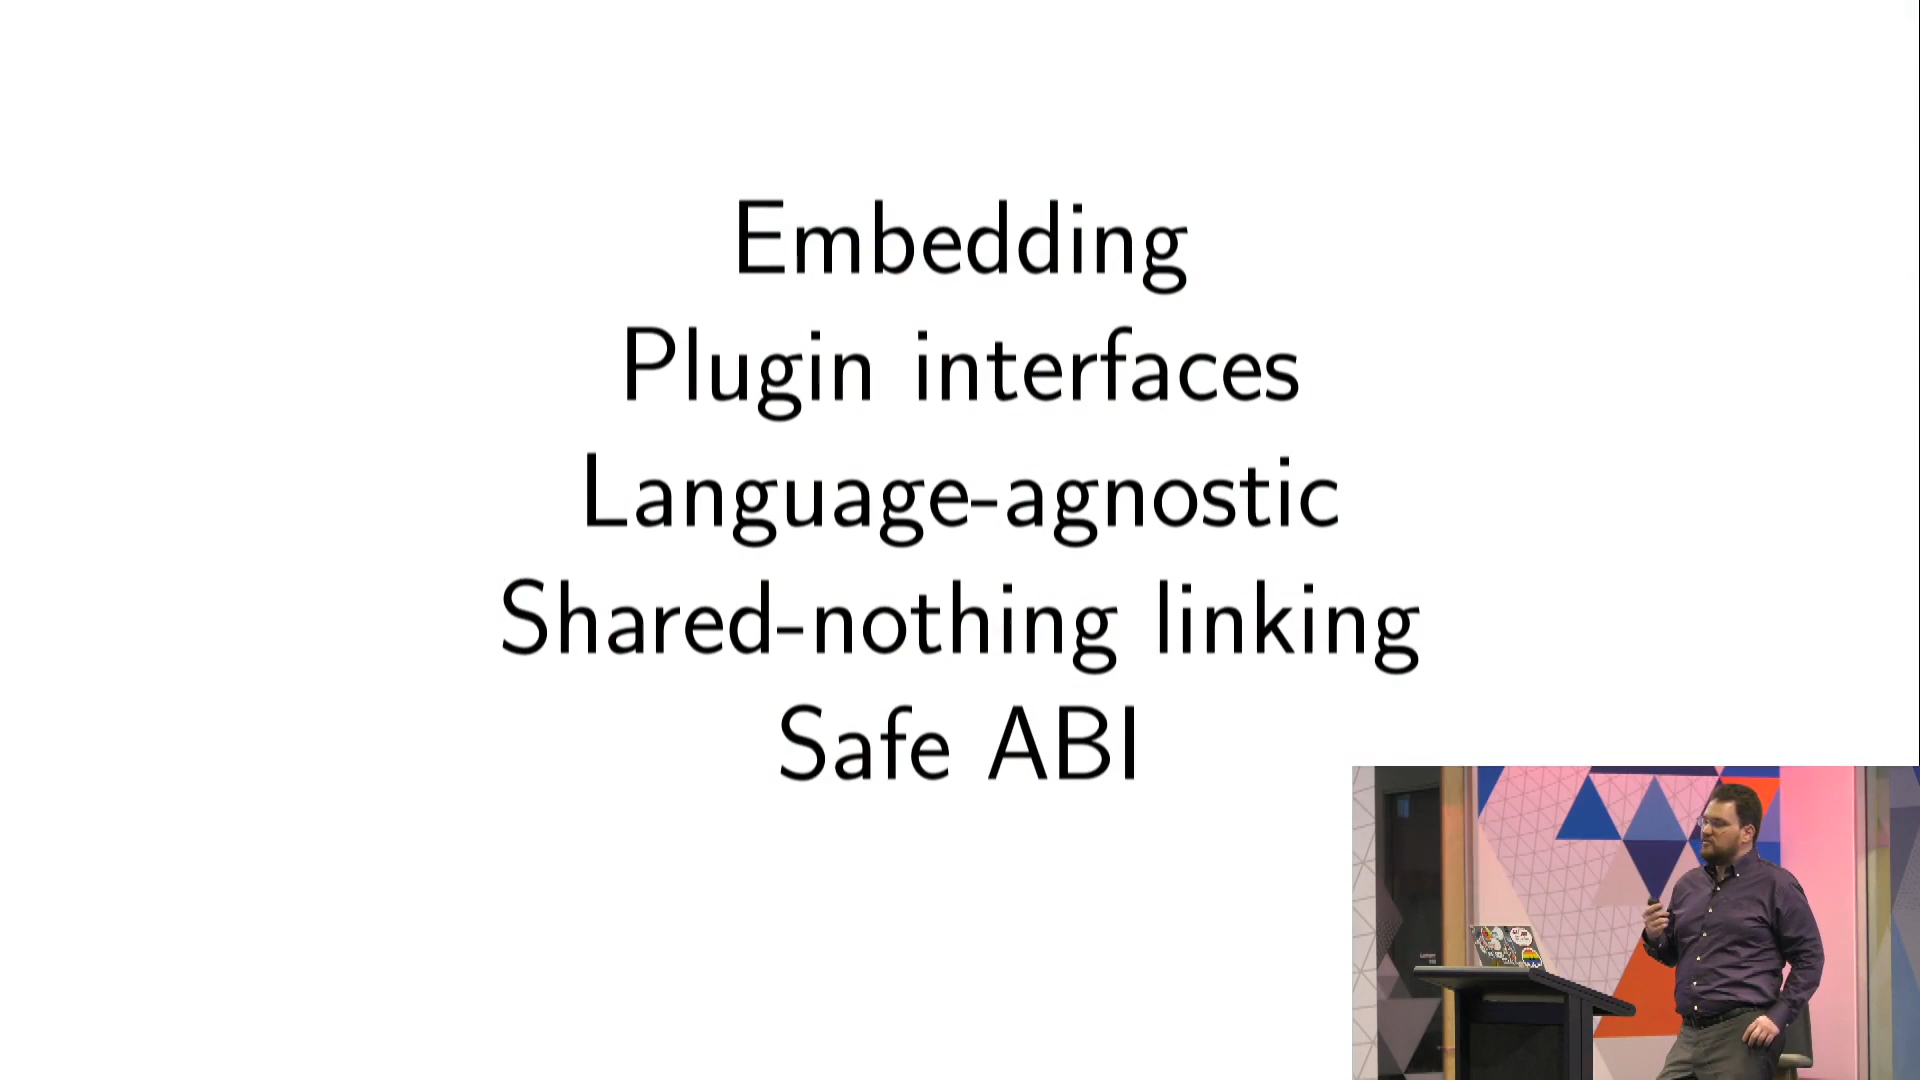 Embedding
Plugin interfaces
Language-agnostic
Shared-nothing linking
Safe ABI